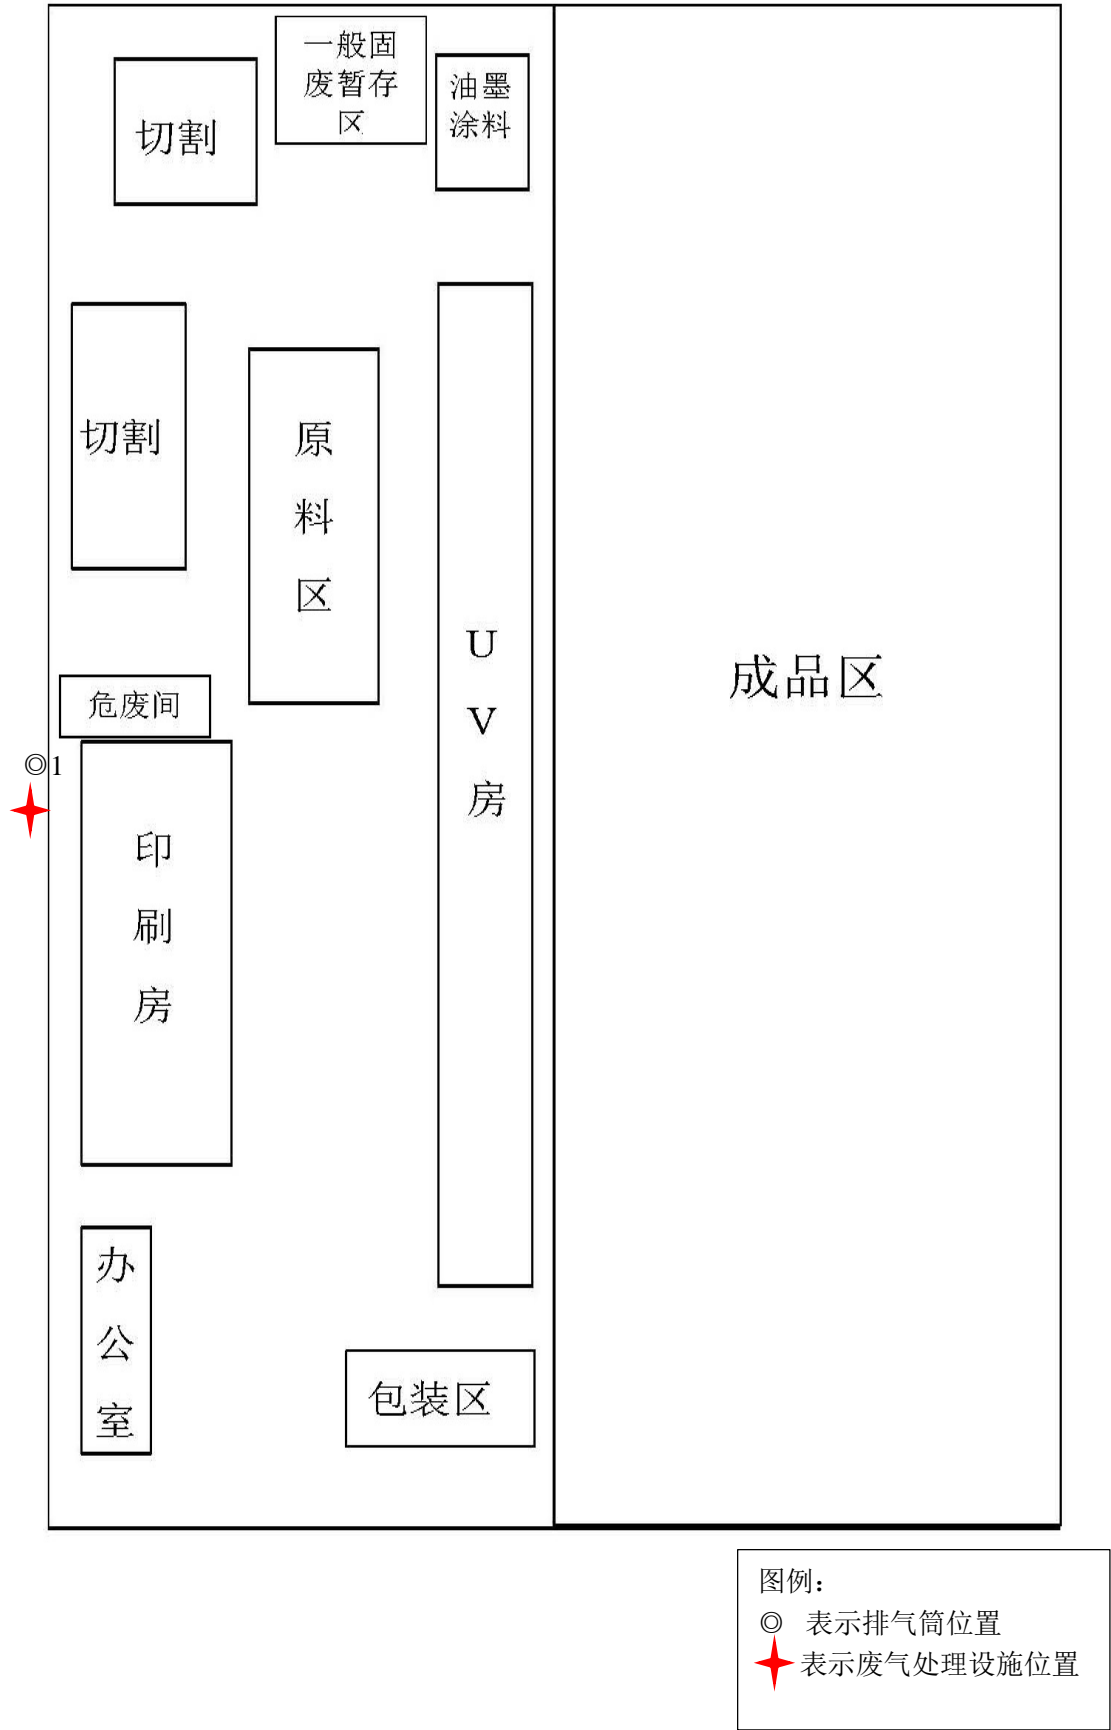 一般固
废暂存
区
油墨
涂料
切割
切割
原
料
区
U
V
房
成品区
危废间
◎1
印
刷
房
办
公
室
包装区
图例：
◎ 表示排气筒位置
表示废气处理设施位置